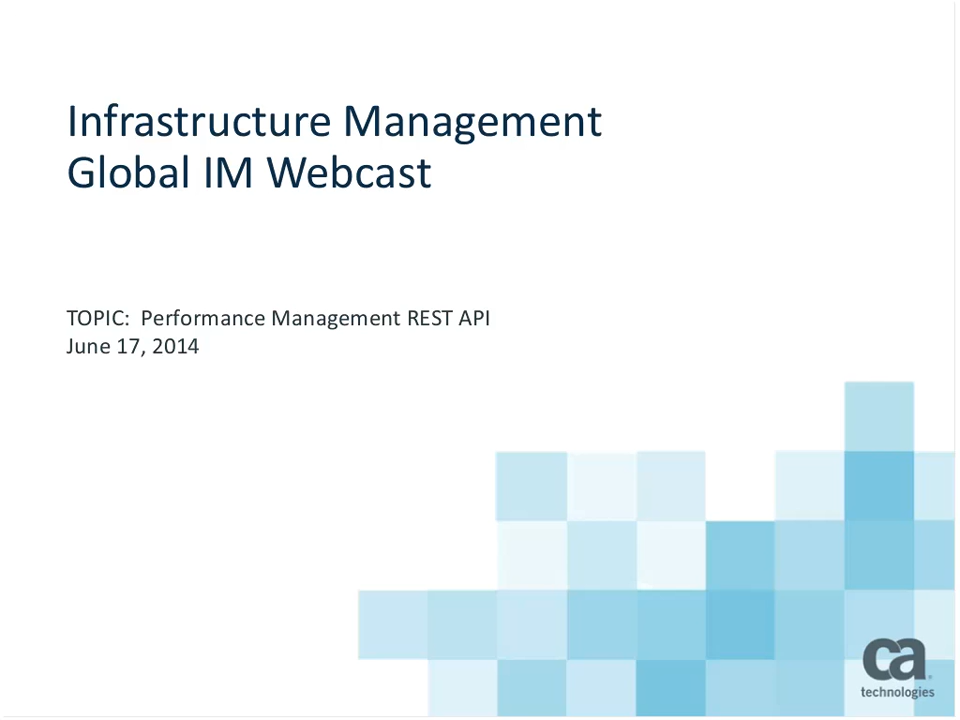 Infrastructure Management
Global IM Webcast
TOPIC: Performance Management REST API
June 17, 2014
ca
technologies